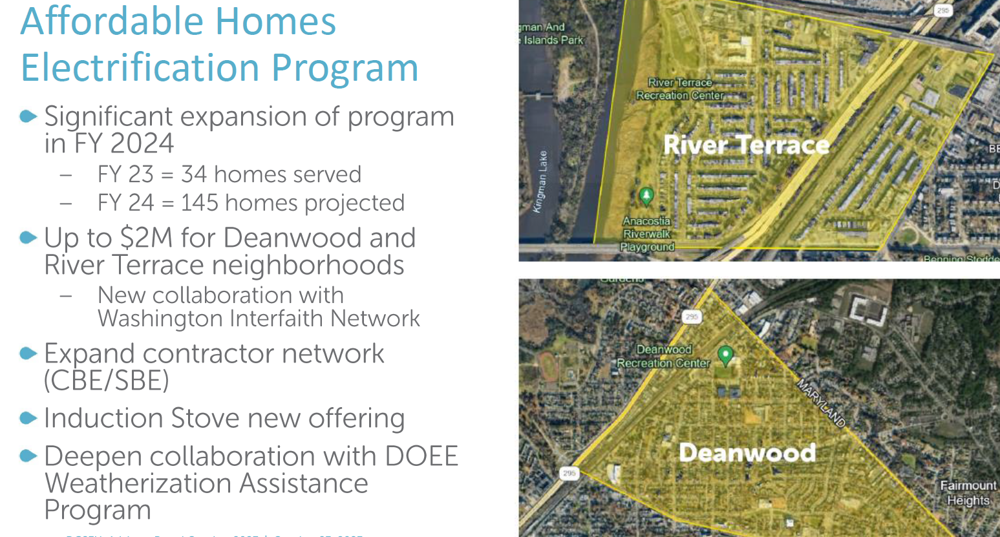 Affordable Homes
Electrification Program
Significant expansion of program
in FY 2024
– FY 23 = 34 homes served
– FY 24 = 145 homes projected
Up to $2M for Deanwood and
River Terrace neighborhoods
– New collaboration with
Washington Interfaith Network
Expand contractor network
(CBE/SBE)
Induction Stove new offering
Deepen collaboration with DOEE
Weatherization Assistance
Program
295
gman And
Islands Park
River Terrace
Recreation Center
River Terrace
Kingman Lake
Anacostia
Riverwalk
Playground
BE
D
295
Deanwood
Recreation Center
MARYLAND
Deanwood
295
Fairmount
Heights